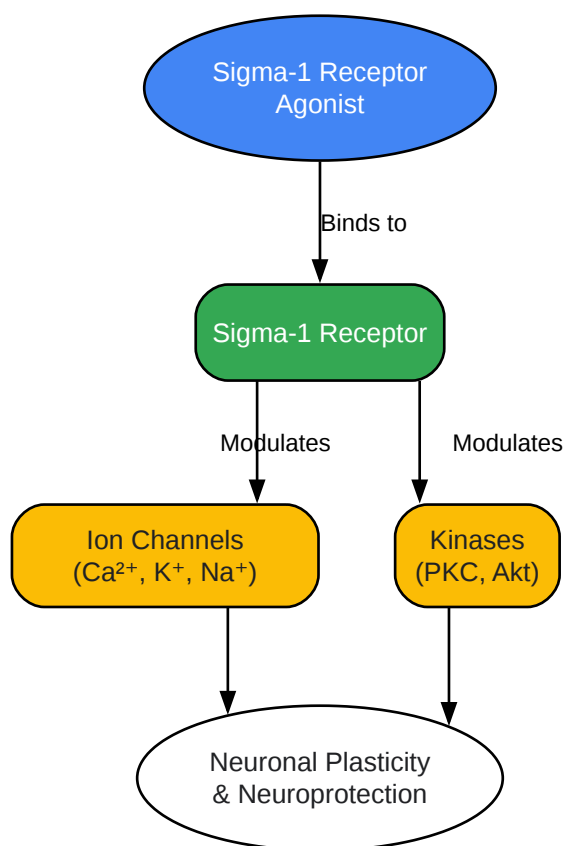 Sigma-1 Receptor
Agonist
Binds to
Sigma-1 Receptor
Modulates
Modulates
Ion Channels
(Ca²⁺, K⁺, Na⁺)
Kinases
(PKC, Akt)
Neuronal Plasticity
& Neuroprotection